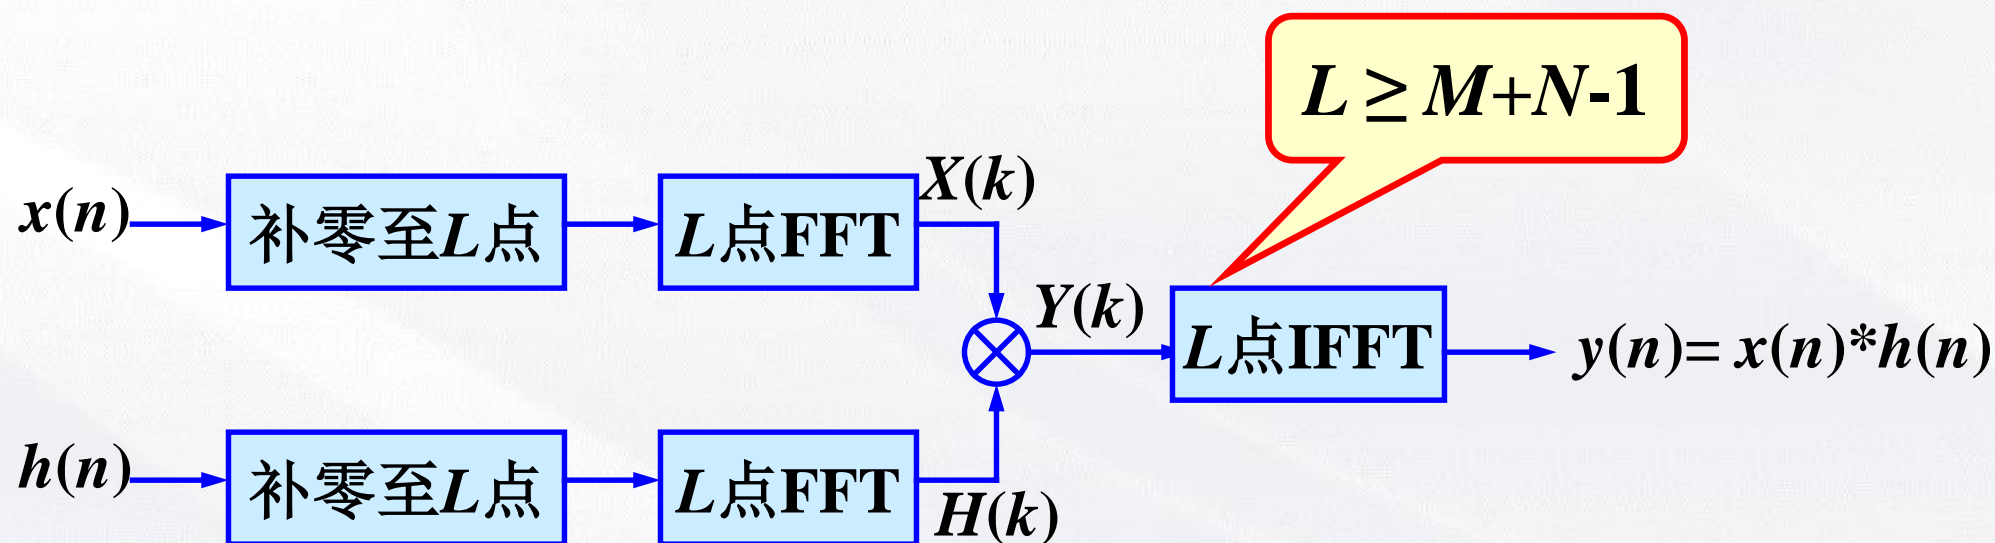 L ≥ M+N-1
x(n)
补零至L点
L点FFT
X(k)
Y(k)
L点IFFT
y(n)= x(n)*h(n)
h(n)
补零至L点
L点FFT
H(k)